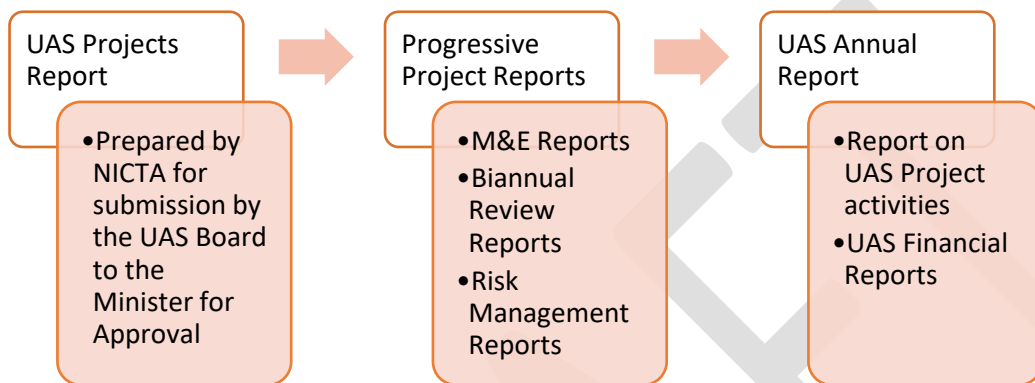 UAS Projects
Report
•Prepared by
NICTA for
submission by
the UAS Board
to the
Minister for
Approval
Progressive
Project Reports
•M&E Reports
•Biannual
Review
Reports
•Risk
Management
Reports
UAS Annual
Report
•Report on
UAS Project
activities
•UAS Financial
Reports